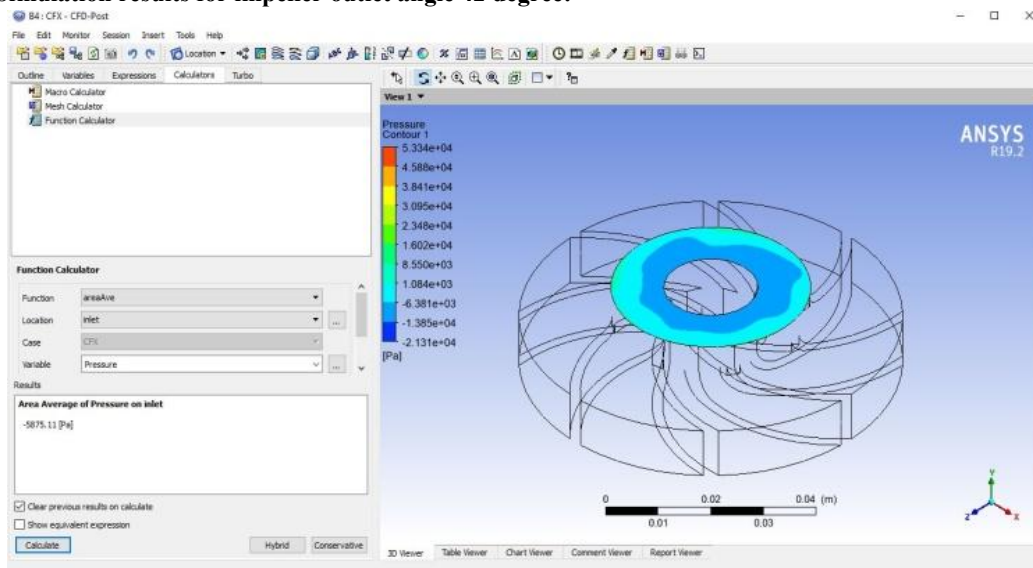 Simulation results for impeller outlet angle 42 degree.
B4 : CFX - CFD-Post
File Edit Monitor Session Insert Tools Help
Location
Outline Variables Expressions Calculators Turbo
Macro Calculator
Mesh Calculator
Function Calculator
Function Calculator
Function areaAve
Location inlet
Case CFX
Variable Pressure
Results
Area Average of Pressure on inlet
-5875.11 [Pa]
Clear previous results on calculate
Show equivalent expression
Calculate Hybrid Conservative
View 1
Pressure
Contour 1
5.334e+04
4.588e+04
3.841e+04
3.095e+04
2.348e+04
1.602e+04
8.550e+03
1.084e+03
-6.381e+03
-1.385e+04
-2.131e+04
[Pa]
ANSYS
R19.2
0 0.02 0.04 (m)
0.01 0.03
Y
Z X
3D Viewer Table Viewer Chart Viewer Comment Viewer Report Viewer